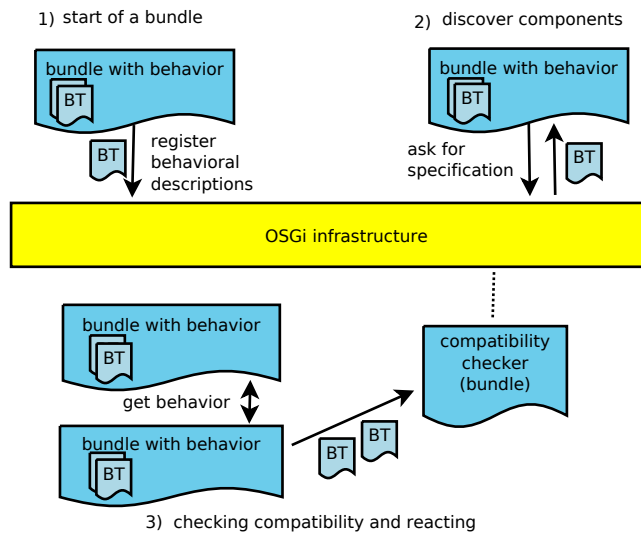 1) start of a bundle
bundle with behavior
BT
BT
register
behavioral
descriptions
2) discover components
bundle with behavior
BT
ask for
specification
BT
OSGi infrastructure
bundle with behavior
BT
get behavior
bundle with behavior
BT
BT
BT
compatibility
checker
(bundle)
3) checking compatibility and reacting